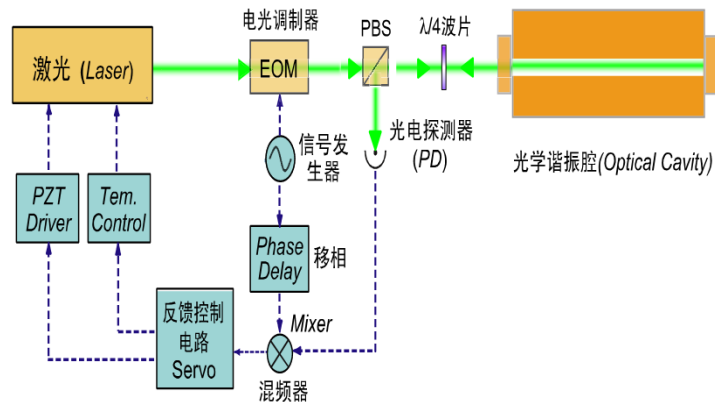 电光调制器
PBS
λ/4波片
激光 (Laser)
EOM
信号发
生器
光电探测器
(PD)
光学谐振腔(Optical Cavity)
PZT
Driver
Tem.
Control
Phase
Delay
移相
反馈控制
电路
Servo
Mixer
混频器